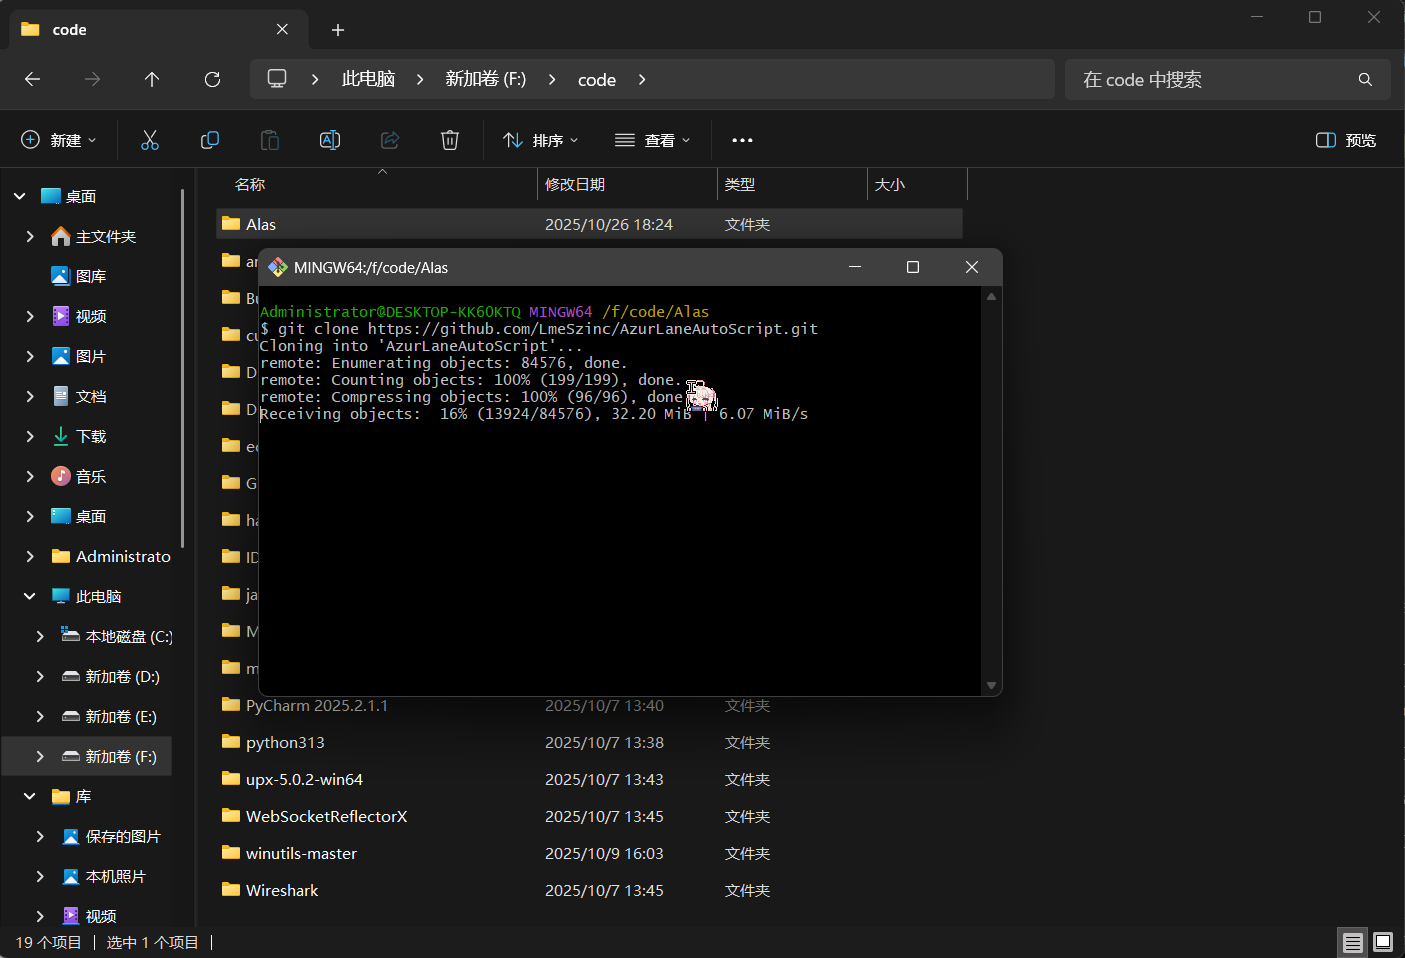 code
此电脑
新加卷 (F:)
code
在 code 中搜索
新建
排序
查看
预览
名称
修改日期
类型
大小
桌面
主文件夹
图库
视频
图片
文档
下载
音乐
桌面
Administrato
此电脑
本地磁盘 (C:)
新加卷 (D:)
新加卷 (E:)
新加卷 (F:)
库
保存的图片
本机照片
视频
Alas 2025/10/26 18:24 文件夹
MINGW64:/f/code/Alas
Administrator@DESKTOP-KK6OKTQ MINGW64 /f/code/Alas
$ git clone https://github.com/LmeSzinc/AzurLaneAutoScript.git
Cloning into 'AzurLaneAutoScript'...
remote: Enumerating objects: 84576, done.
remote: Counting objects: 100% (199/199), done.
remote: Compressing objects: 100% (96/96), done
Receiving objects:  16% (13924/84576), 32.20 MiB | 6.07 MiB/s
PyCharm 2025.2.1.1 2025/10/7 13:40 文件夹
python313 2025/10/7 13:38 文件夹
upx-5.0.2-win64 2025/10/7 13:43 文件夹
WebSocketReflectorX 2025/10/7 13:45 文件夹
winutils-master 2025/10/9 16:03 文件夹
Wireshark 2025/10/7 13:45 文件夹
19 个项目
选中 1 个项目